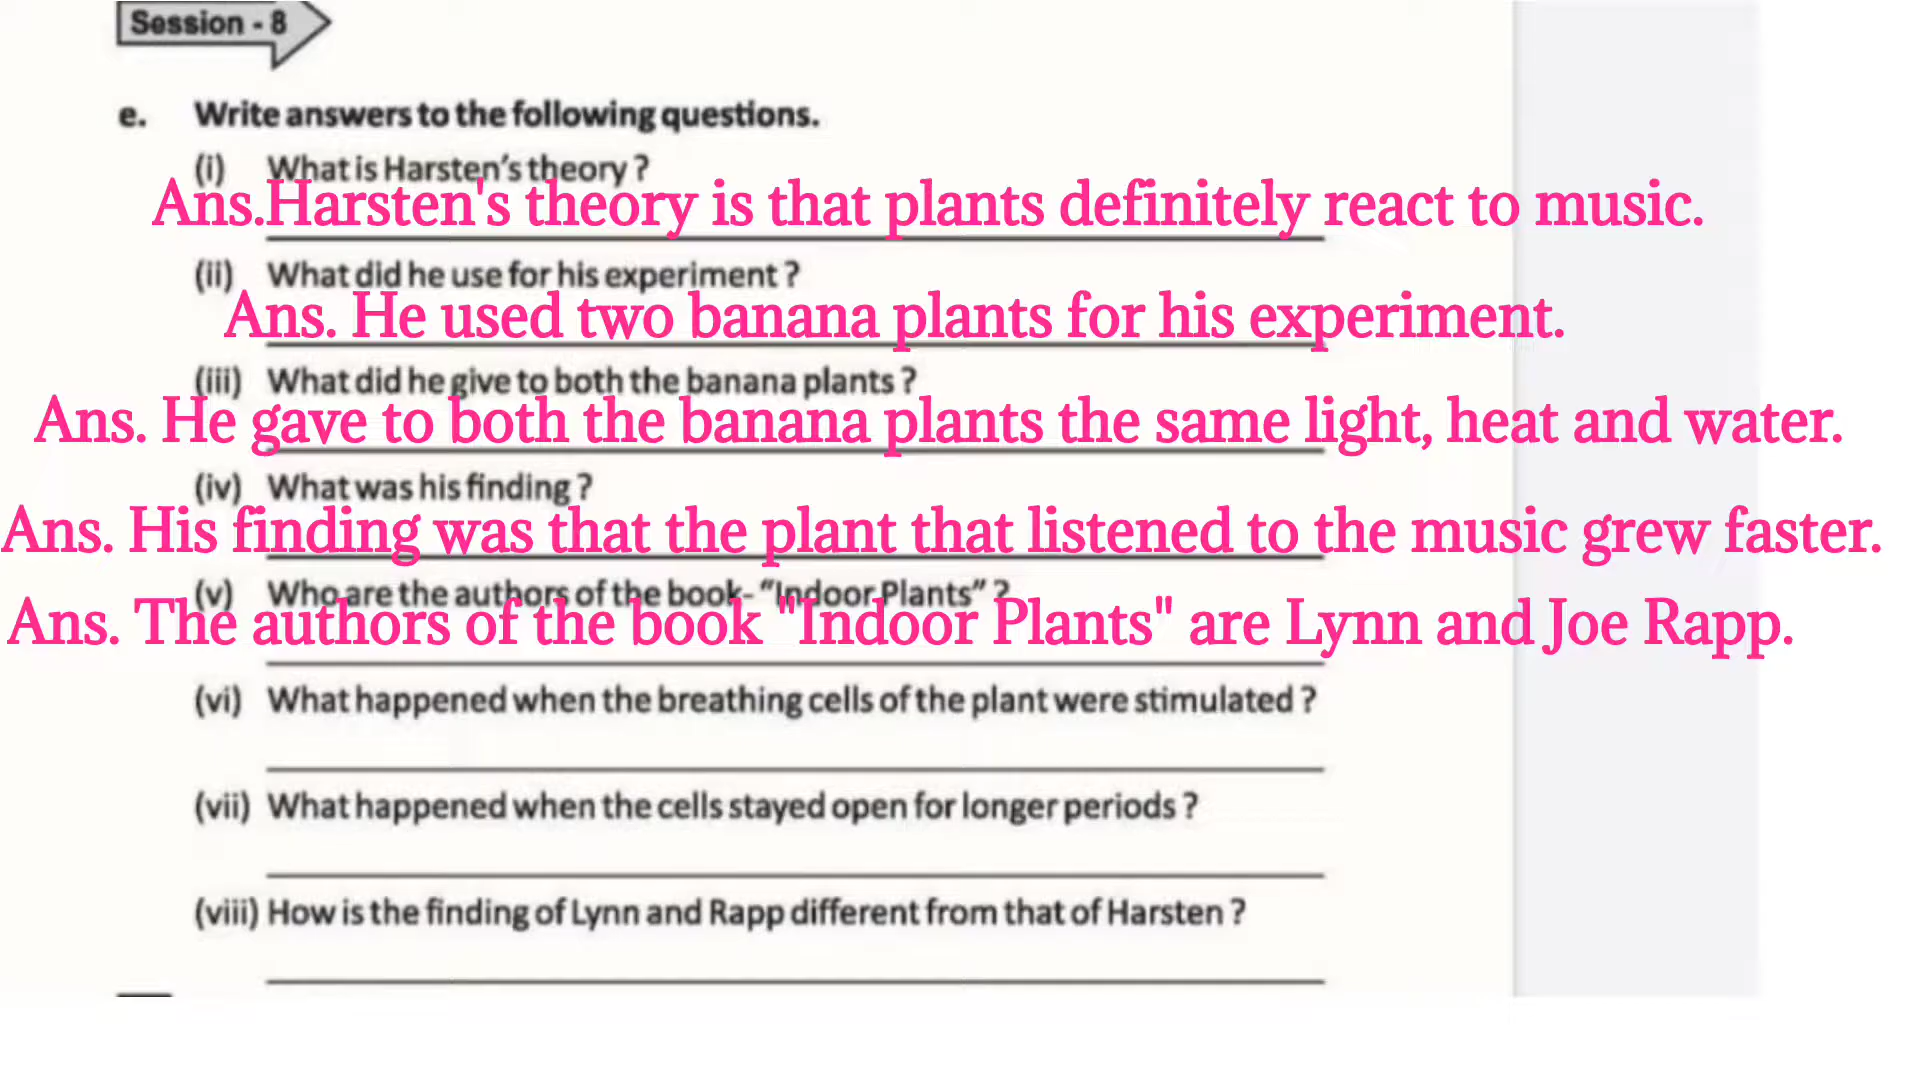 Session - 8
e. Write answers to the following questions.
(i) What is Harsten's theory ?
Ans.Harsten's theory is that plants definitely react to music.
(ii) What did he use for his experiment ?
Ans. He used two banana plants for his experiment.
(iii) What did he give to both the banana plants ?
Ans. He gave to both the banana plants the same light, heat and water.
(iv) What was his finding ?
Ans. His finding was that the plant that listened to the music grew faster.
(v) Who are the authors of the book- "Indoor Plants" ?
Ans. The authors of the book "Indoor Plants" are Lynn and Joe Rapp.
(vi) What happened when the breathing cells of the plant were stimulated ?
(vii) What happened when the cells stayed open for longer periods ?
(viii) How is the finding of Lynn and Rapp different from that of Harsten ?